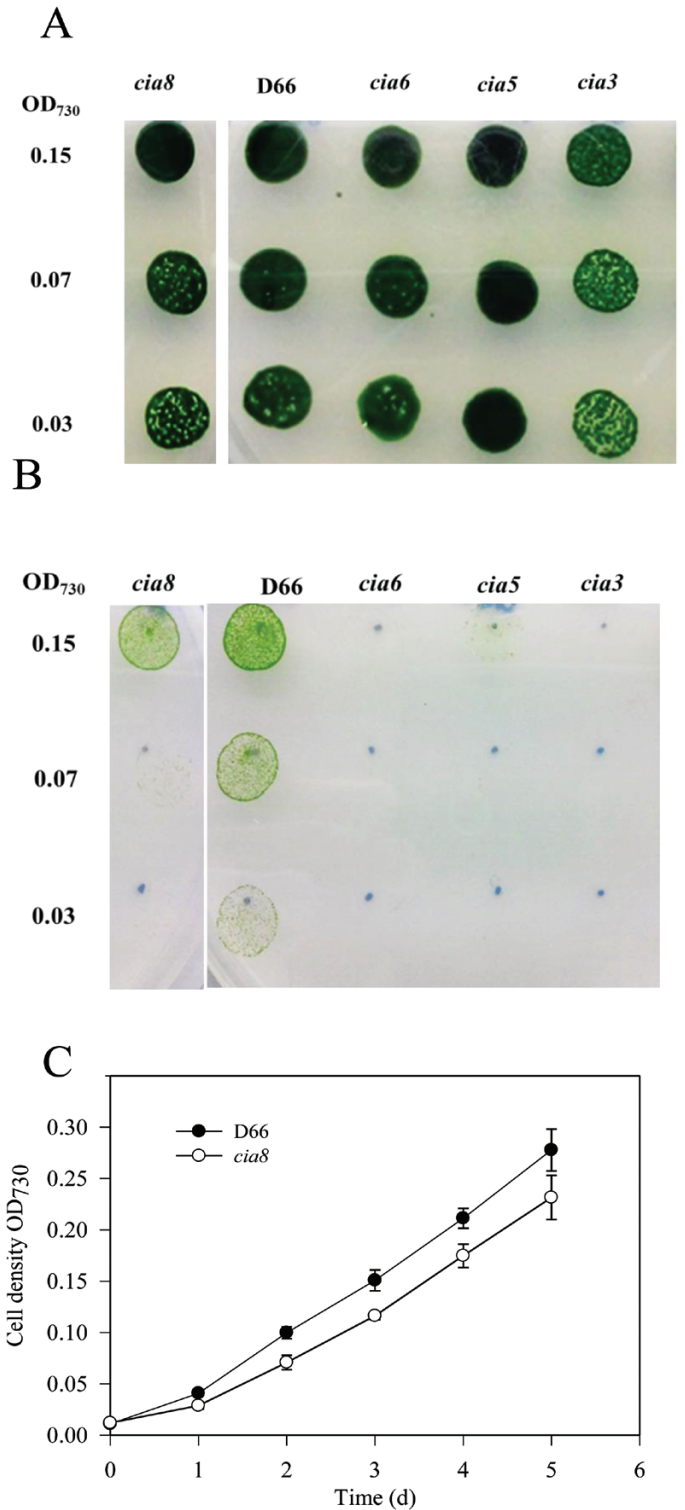 A
cia8 D66 cia6 cia5 cia3
OD730
0.15
0.07
0.03
B
OD730 cia8 D66 cia6 cia5 cia3
0.15
0.07
0.03
C
0.30
0.25
0.20
0.15
0.10
0.05
0.00
Cell density OD730
D66
cia8
0 1 2 3 4 5 6
Time (d)